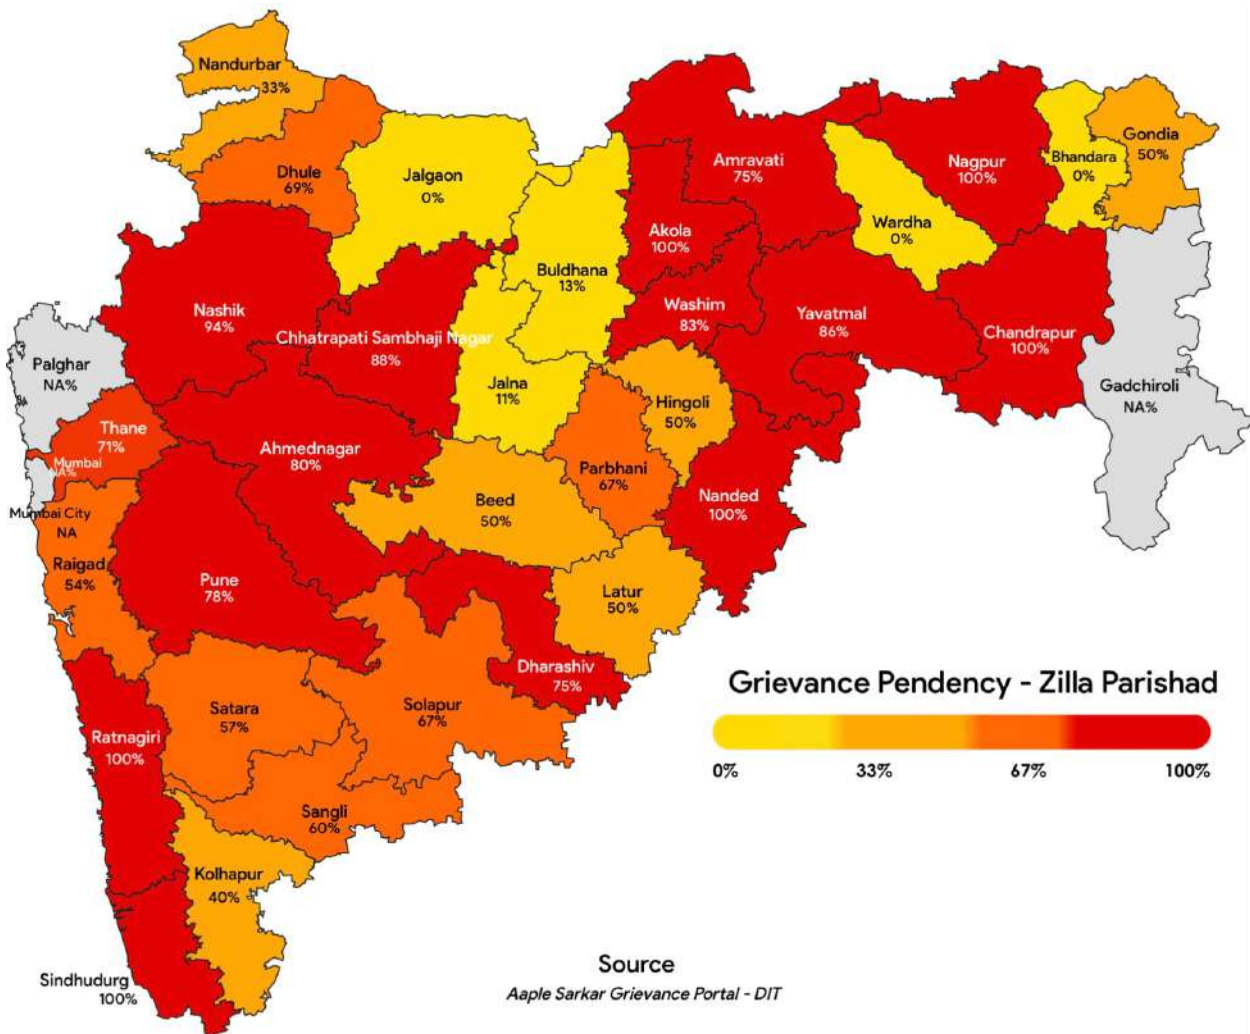 Nandurbar
33%
Dhule
69%
Jalgaon
0%
Buldhana
13%
Amravati
75%
Akola
100%
Nagpur
100%
Bhandara
0%
Gondia
50%
Wardha
0%
Washim
83%
Yavatmal
86%
Chandrapur
100%
Gadchiroli
NA%
Nashik
94%
Chhatrapati Sambhaji Nagar
88%
Jalna
11%
Hingoli
50%
Palghar
NA%
Thane
71%
Mumbai
NA%
Mumbai City
NA
Ahmednagar
80%
Beed
50%
Parbhani
67%
Nanded
100%
Raigad
54%
Pune
78%
Latur
50%
Dharashiv
75%
Satara
57%
Solapur
67%
Ratnagiri
100%
Sangli
60%
Kolhapur
40%
Sindhudurg
100%
Grievance Pendency - Zilla Parishad
0% 33% 67% 100%
Source
Aaple Sarkar Grievance Portal - DIT